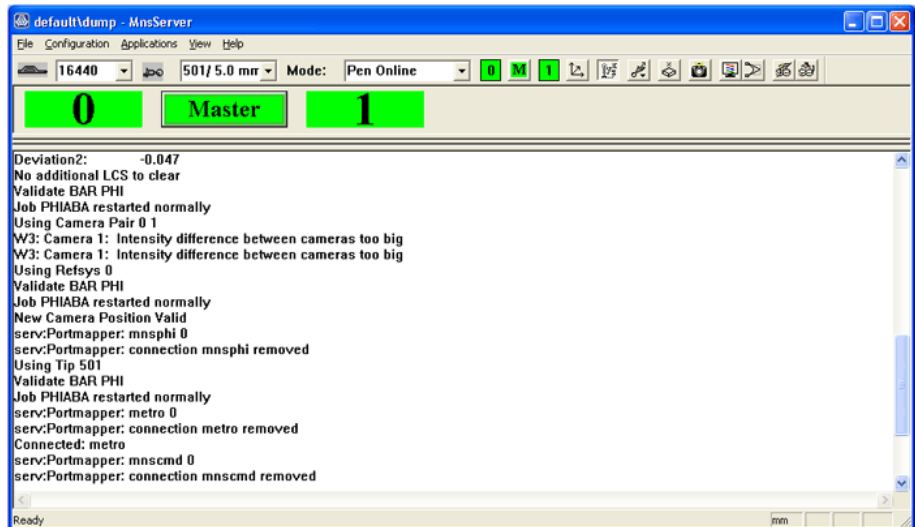 default\dump - MnsServer
File Configuration Applications View Help
16440 501/ 5.0 mm Mode: Pen Online 0 M 1
0 Master 1
Deviation2: -0.047
No additional LCS to clear
Validate BAR PHI
Job PHIABA restarted normally
Using Camera Pair 0 1
W3: Camera 1: Intensity difference between cameras too big
W3: Camera 1: Intensity difference between cameras too big
Using Refsys 0
Validate BAR PHI
Job PHIABA restarted normally
New Camera Position Valid
serv:Portmapper: mnsphi 0
serv:Portmapper: connection mnsphi removed
Using Tip 501
Validate BAR PHI
Job PHIABA restarted normally
serv:Portmapper: metro 0
serv:Portmapper: connection metro removed
Connected: metro
serv:Portmapper: mnscmd 0
serv:Portmapper: connection mnscmd removed
Ready mm